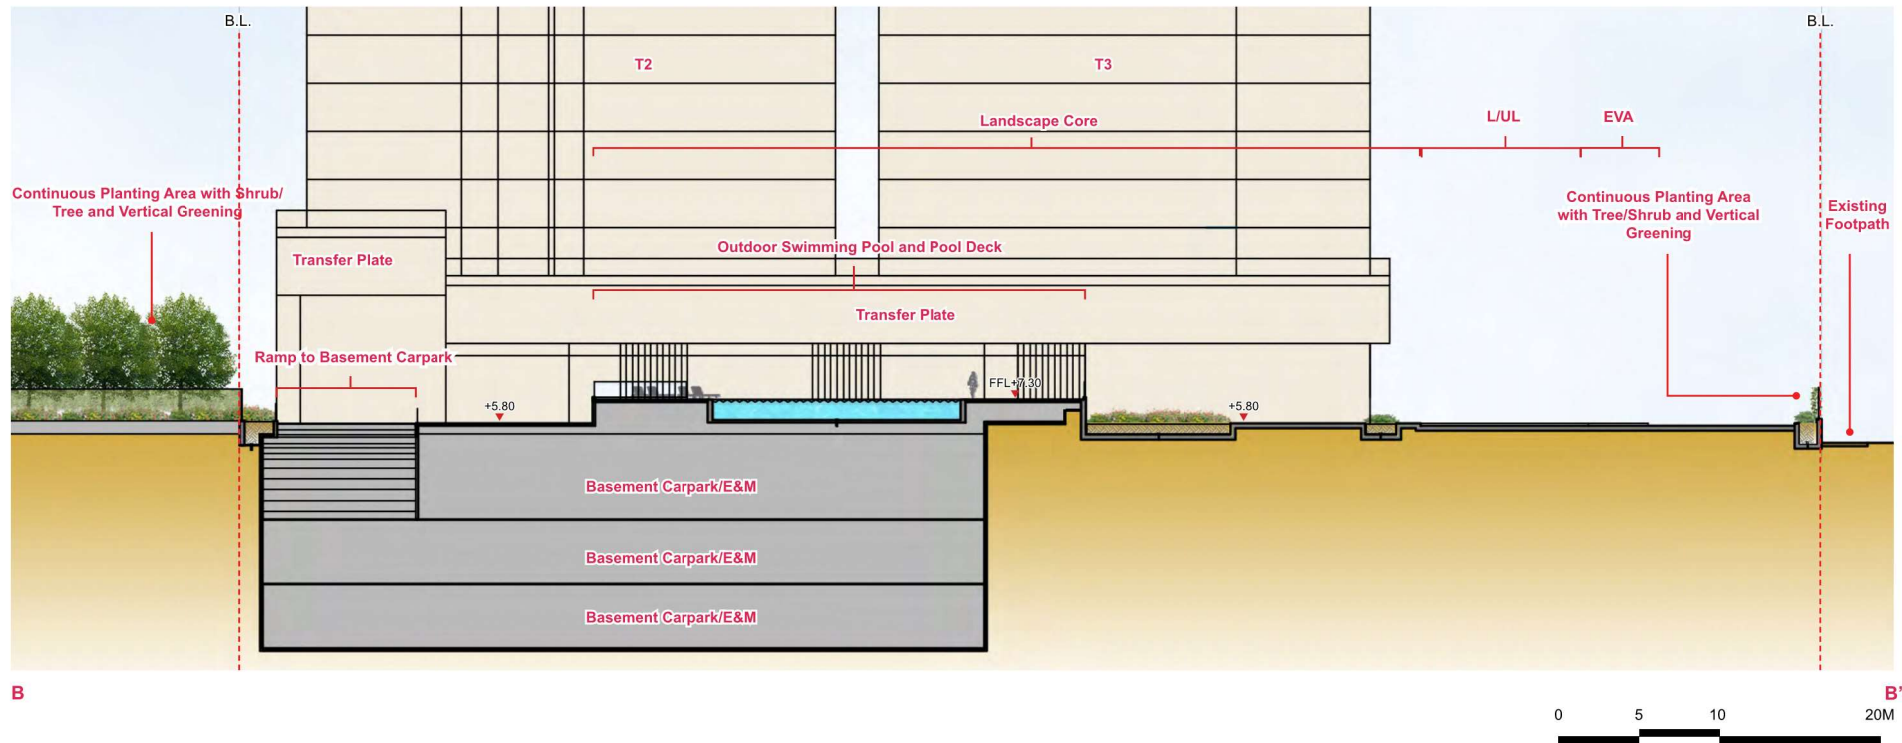 B.L.
B.L.
T2
T3
Landscape Core
L/UL
EVA
Continuous Planting Area with Shrub/
Tree and Vertical Greening
Continuous Planting Area
with Tree/Shrub and Vertical
Greening
Existing
Footpath
Outdoor Swimming Pool and Pool Deck
Transfer Plate
Transfer Plate
Ramp to Basement Carpark
FFL+7.30
+5.80
+5.80
Basement Carpark/E&M
Basement Carpark/E&M
Basement Carpark/E&M
B
B'
0 5 10 20M